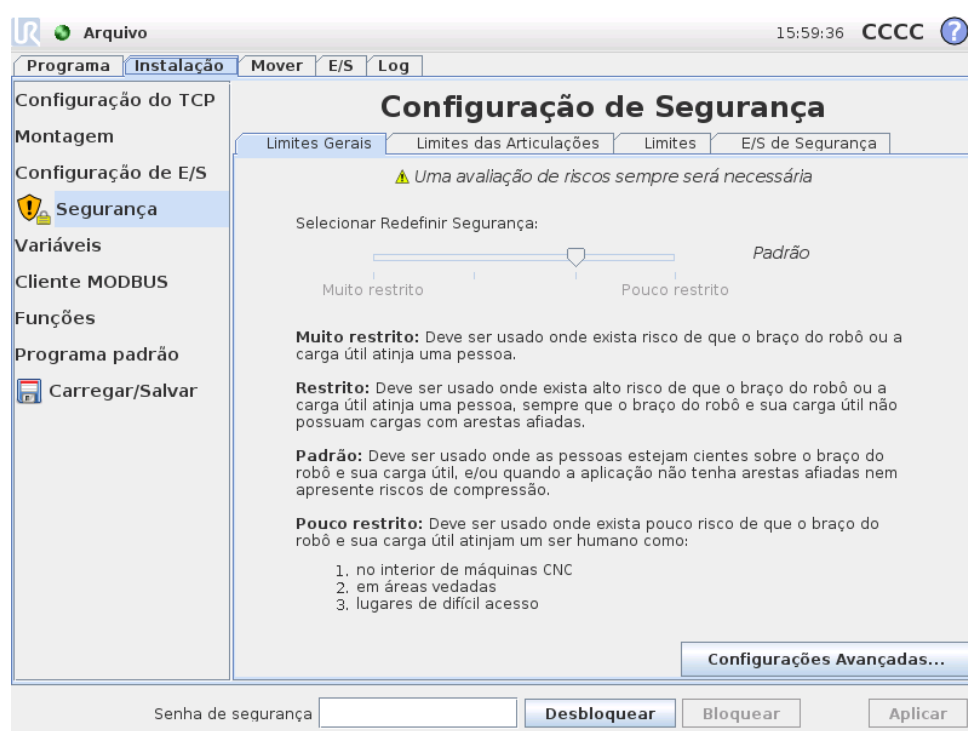 UR Arquivo 15:59:36 CCCC ?
Programa Instalação Mover E/S Log
Configuração do TCP
Montagem
Configuração de E/S
Segurança
Variáveis
Cliente MODBUS
Funções
Programa padrão
Carregar/Salvar
Configuração de Segurança
Limites Gerais Limites das Articulações Limites E/S de Segurança
Uma avaliação de riscos sempre será necessária
Selecionar Redefinir Segurança:
Padrão
Muito restrito Pouco restrito
Muito restrito: Deve ser usado onde exista risco de que o braço do robô ou a
carga útil atinja uma pessoa.
Restrito: Deve ser usado onde exista alto risco de que o braço do robô ou a
carga útil atinja uma pessoa, sempre que o braço do robô e sua carga útil não
possuam cargas com arestas afiadas.
Padrão: Deve ser usado onde as pessoas estejam cientes sobre o braço do
robô e sua carga útil, e/ou quando a aplicação não tenha arestas afiadas nem
apresente riscos de compressão.
Pouco restrito: Deve ser usado onde exista pouco risco de que o braço do
robô e sua carga útil atinjam um ser humano como:
1. no interior de máquinas CNC
2. em áreas vedadas
3. lugares de difícil acesso
Configurações Avançadas...
Senha de segurança Desbloquear Bloquear Aplicar